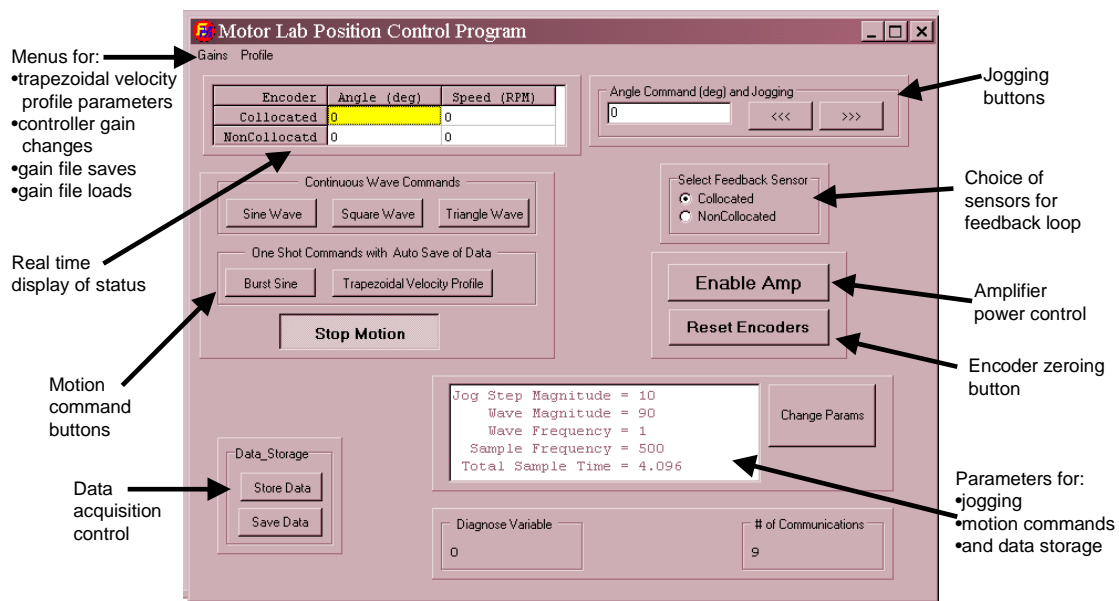 Motor Lab Position Control Program
Gains Profile
Menus for:
•trapezoidal velocity
profile parameters
•controller gain
changes
•gain file saves
•gain file loads
Encoder Angle (deg) Speed (RPM)
Collocated 0 0
NonCollocatd 0 0
Angle Command (deg) and Jogging
0
<<<
>>>
Jogging
buttons
Continuous Wave Commands
Sine Wave
Square Wave
Triangle Wave
Select Feedback Sensor
Collocated
NonCollocated
Choice of
sensors for
feedback loop
Real time
display of status
One Shot Commands with Auto Save of Data
Burst Sine
Trapezoidal Velocity Profile
Stop Motion
Enable Amp
Reset Encoders
Amplifier
power control
Encoder zeroing
button
Motion
command
buttons
Jog Step Magnitude = 10
Wave Magnitude = 90
Wave Frequency = 1
Sample Frequency = 500
Total Sample Time = 4.096
Change Params
Data_Storage
Store Data
Save Data
Data
acquisition
control
Parameters for:
•jogging
•motion commands
•and data storage
Diagnose Variable
0
# of Communications
9